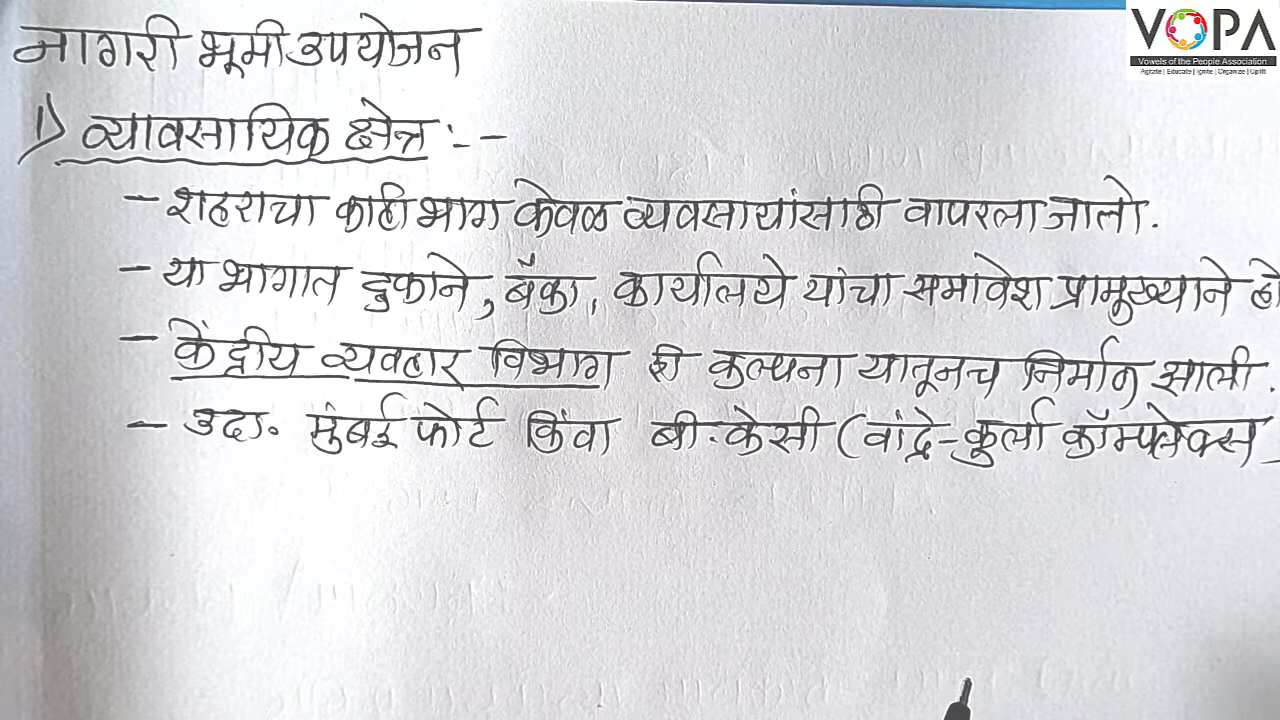 नागरी भूमी उपयोजन
VOPA
Vowels of the People Association
Agitate | Educate | Ignite | Organize | Uplift
1) व्यावसायिक क्षेत्र :-
- शहराचा काही भाग केवळ व्यवसायांसाठी वापरला जातो.
- या भागात दुकाने, बँका, कार्यालये यांचा समावेश प्रामुख्याने हो
- केंद्रीय व्यवहार विभाग ही कल्पना यातूनच निर्माण झाली.
- उदा. मुंबई फोर्ट किंवा बी.केसी (वांद्रे-कुर्ला कॉम्प्लेक्स